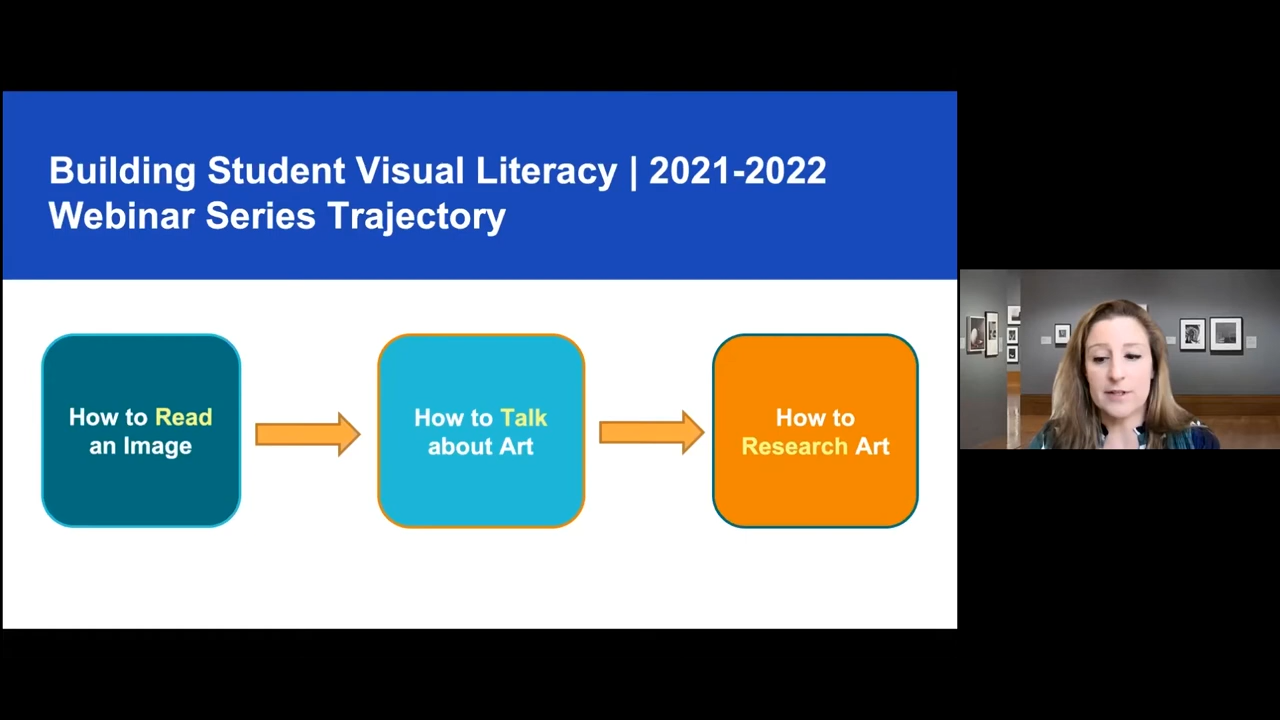 Building Student Visual Literacy | 2021-2022
Webinar Series Trajectory
How to Read
an Image
How to Talk
about Art
How to
Research Art